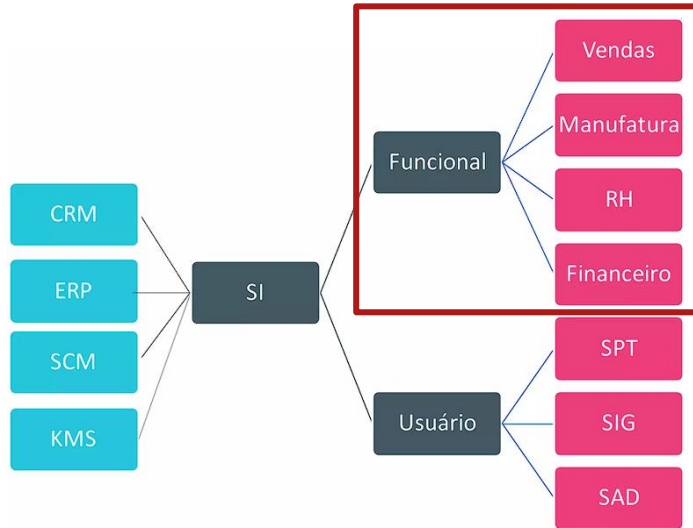 CRM
ERP
SCM
KMS
SI
Funcional
Usuário
Vendas
Manufatura
RH
Financeiro
SPT
SIG
SAD